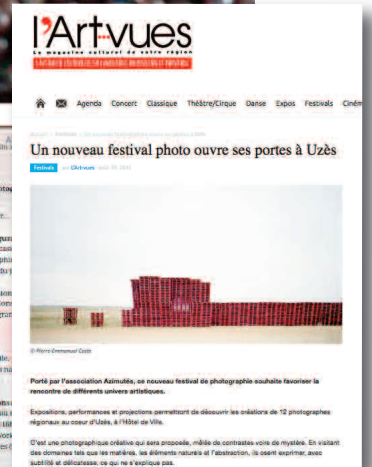 l'Artvues
Le magazine culturel de votre région
Agenda Concert Classique Théâtre/Cirque Danse Expos Festivals Ciném
Un nouveau festival photo ouvre ses portes à Uzès
Festivals par l'Artvues
© Pierre-Emmanuel Coste
Porté par l'association Azimutés, ce nouveau festival de photographie souhaite favoriser la
rencontre de différents univers artistiques.
Expositions, performances et projections permettront de découvrir les créations de 12 photographes
régionaux au coeur d'Uzès, à l'Hôtel de Ville.
C'est une photographique créative qui sera proposée, mêlée de contrastes voire de mystère. En visitant
des domaines tels que les matières, les éléments naturels et l'abstraction, ils osent exprimer, avec
subtilité et délicatesse, ce qui ne s'explique pas.